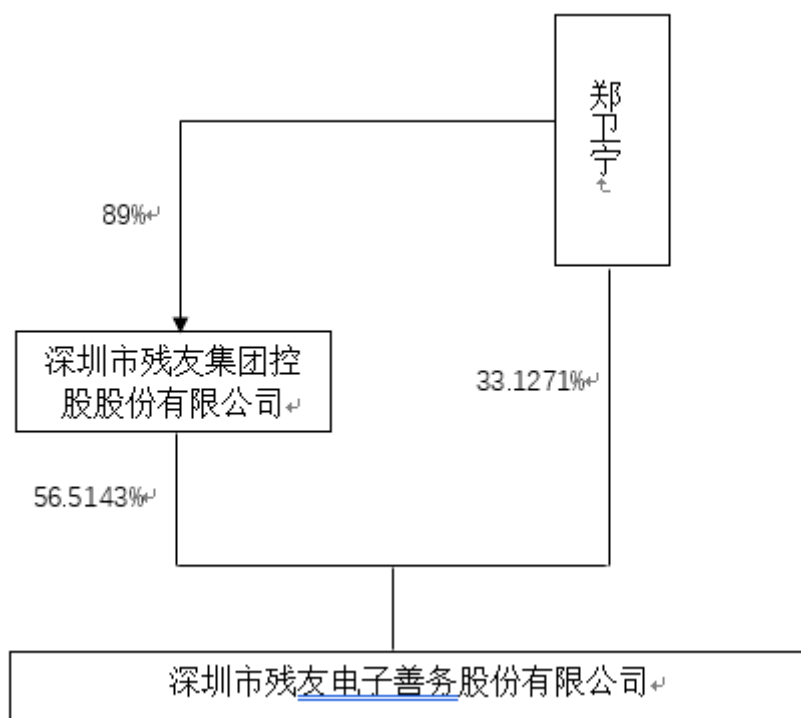 郑卫宁
89%
深圳市残友集团控
股股份有限公司
33.1271%
56.5143%
深圳市残友电子善务股份有限公司